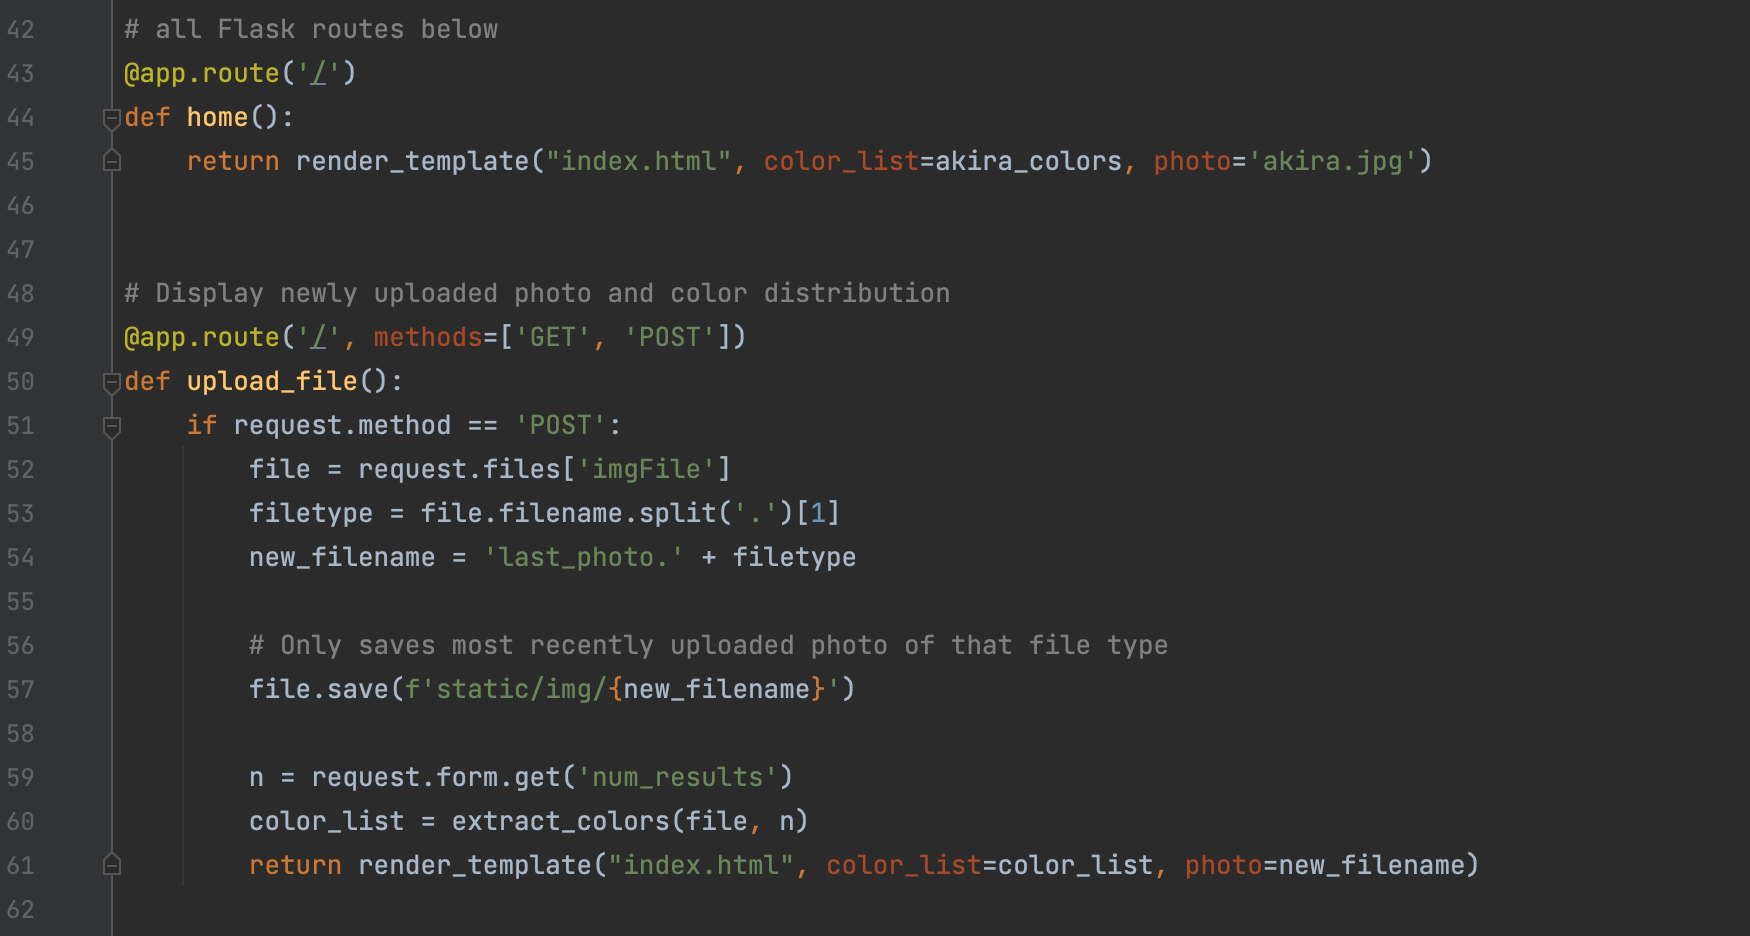 42 # all Flask routes below
43 @app.route('/')
44 def home():
45     return render_template("index.html", color_list=akira_colors, photo='akira.jpg')
46
47
48 # Display newly uploaded photo and color distribution
49 @app.route('/', methods=['GET', 'POST'])
50 def upload_file():
51     if request.method == 'POST':
52         file = request.files['imgFile']
53         filetype = file.filename.split('.')[1]
54         new_filename = 'last_photo.' + filetype
55
56         # Only saves most recently uploaded photo of that file type
57         file.save(f'static/img/{new_filename}')
58
59         n = request.form.get('num_results')
60         color_list = extract_colors(file, n)
61         return render_template("index.html", color_list=color_list, photo=new_filename)
62